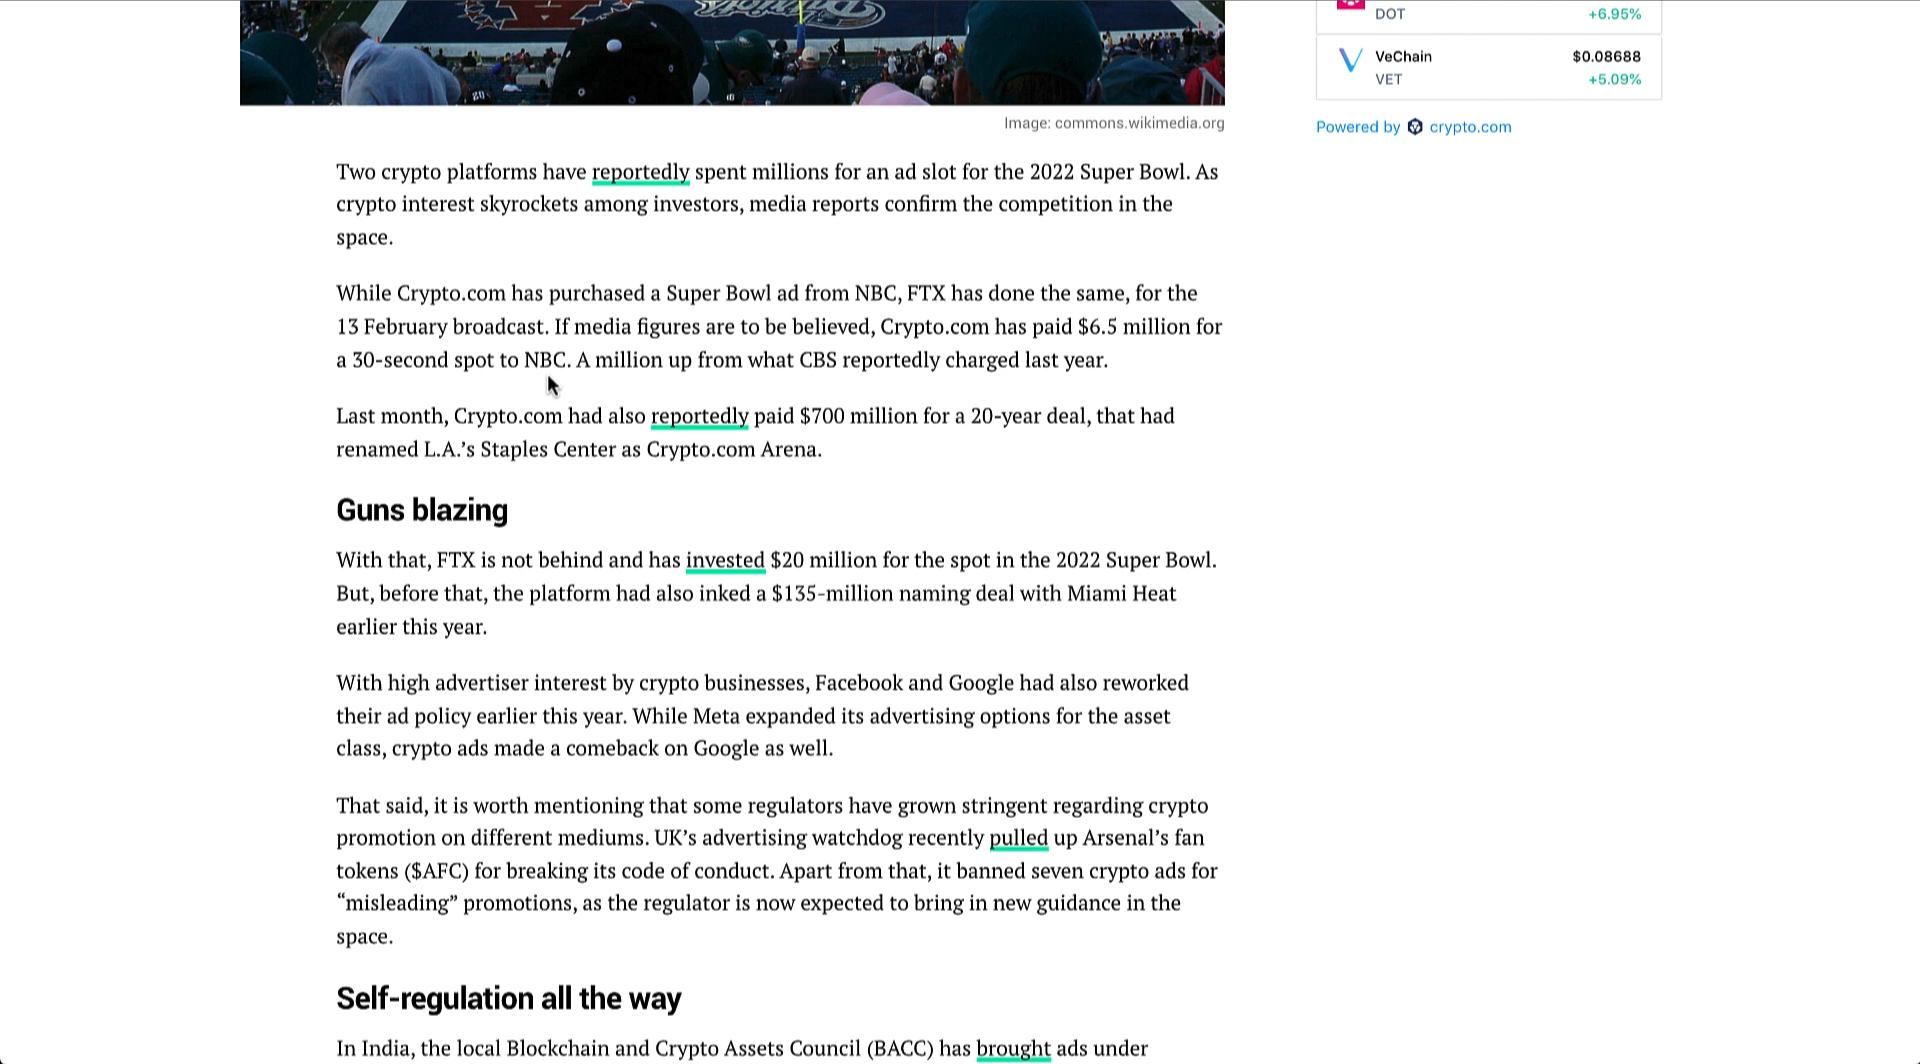 DOT +6.95%
VeChain $0.08688
VET +5.09%
Image: commons.wikimedia.org
Powered by crypto.com
Two crypto platforms have reportedly spent millions for an ad slot for the 2022 Super Bowl. As
crypto interest skyrockets among investors, media reports confirm the competition in the
space.
While Crypto.com has purchased a Super Bowl ad from NBC, FTX has done the same, for the
13 February broadcast. If media figures are to be believed, Crypto.com has paid $6.5 million for
a 30-second spot to NBC. A million up from what CBS reportedly charged last year.
Last month, Crypto.com had also reportedly paid $700 million for a 20-year deal, that had
renamed L.A.’s Staples Center as Crypto.com Arena.
Guns blazing
With that, FTX is not behind and has invested $20 million for the spot in the 2022 Super Bowl.
But, before that, the platform had also inked a $135-million naming deal with Miami Heat
earlier this year.
With high advertiser interest by crypto businesses, Facebook and Google had also reworked
their ad policy earlier this year. While Meta expanded its advertising options for the asset
class, crypto ads made a comeback on Google as well.
That said, it is worth mentioning that some regulators have grown stringent regarding crypto
promotion on different mediums. UK’s advertising watchdog recently pulled up Arsenal’s fan
tokens ($AFC) for breaking its code of conduct. Apart from that, it banned seven crypto ads for
“misleading” promotions, as the regulator is now expected to bring in new guidance in the
space.
Self-regulation all the way
In India, the local Blockchain and Crypto Assets Council (BACC) has brought ads under